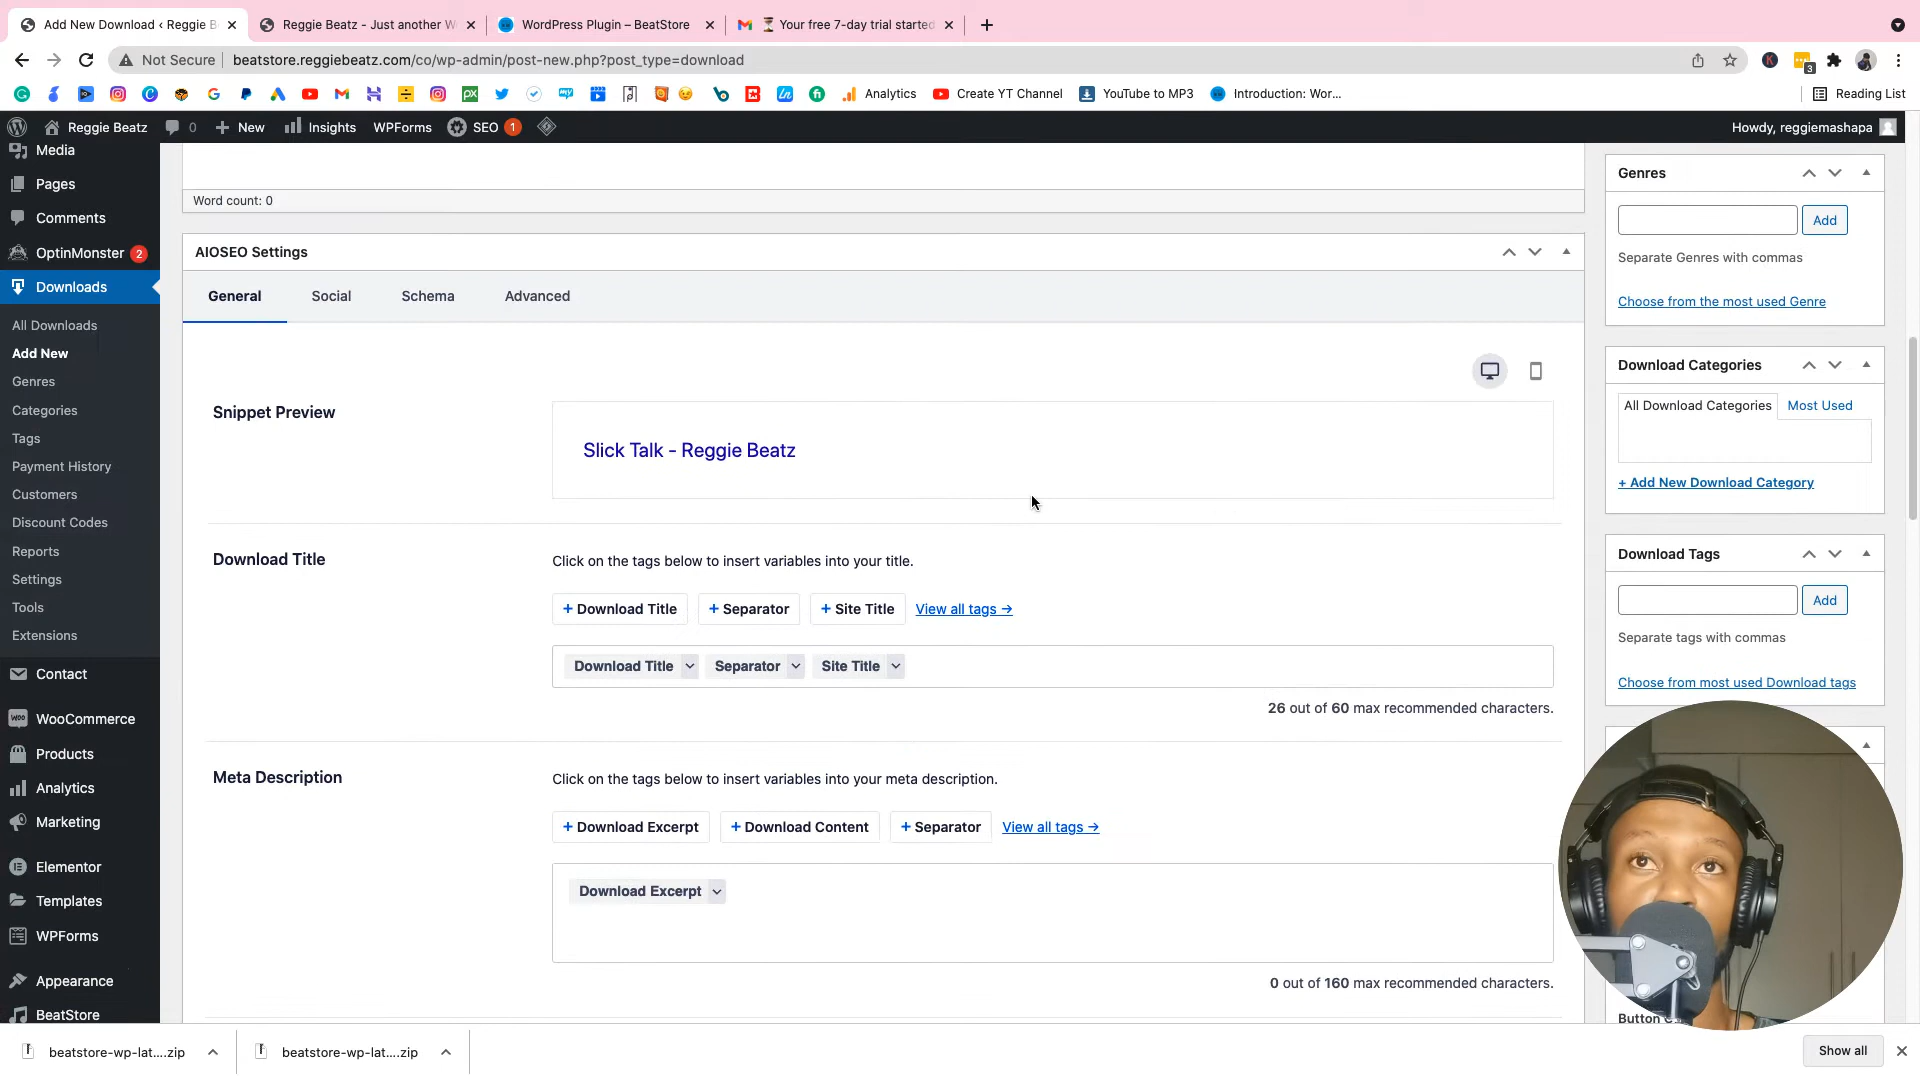 Add New Download ‹ Reggie B
Reggie Beatz - Just another W
WordPress Plugin – BeatStore
Your free 7-day trial started
Not Secure
beatstore.reggiebeatz.com/co/wp-admin/post-new.php?post_type=download
3
Analytics
Create YT Channel
YouTube to MP3
Introduction: Wor...
Reading List
Reggie Beatz
0
New
Insights
WPForms
SEO
1
Howdy, reggiemashapa
Media
Pages
Comments
OptinMonster
2
Downloads
All Downloads
Add New
Genres
Categories
Tags
Payment History
Customers
Discount Codes
Reports
Settings
Tools
Extensions
Contact
WooCommerce
Products
Analytics
Marketing
Elementor
Templates
WPForms
Appearance
BeatStore
Word count: 0
AIOSEO Settings
General
Social
Schema
Advanced
Snippet Preview
Slick Talk - Reggie Beatz
Download Title
Click on the tags below to insert variables into your title.
+ Download Title
+ Separator
+ Site Title
View all tags →
Download Title
Separator
Site Title
26 out of 60 max recommended characters.
Meta Description
Click on the tags below to insert variables into your meta description.
+ Download Excerpt
+ Download Content
+ Separator
View all tags →
Download Excerpt
0 out of 160 max recommended characters.
Genres
Add
Separate Genres with commas
Choose from the most used Genre
Download Categories
All Download Categories
Most Used
+ Add New Download Category
Download Tags
Add
Separate tags with commas
Choose from most used Download tags
Button
beatstore-wp-lat....zip
beatstore-wp-lat....zip
Show all